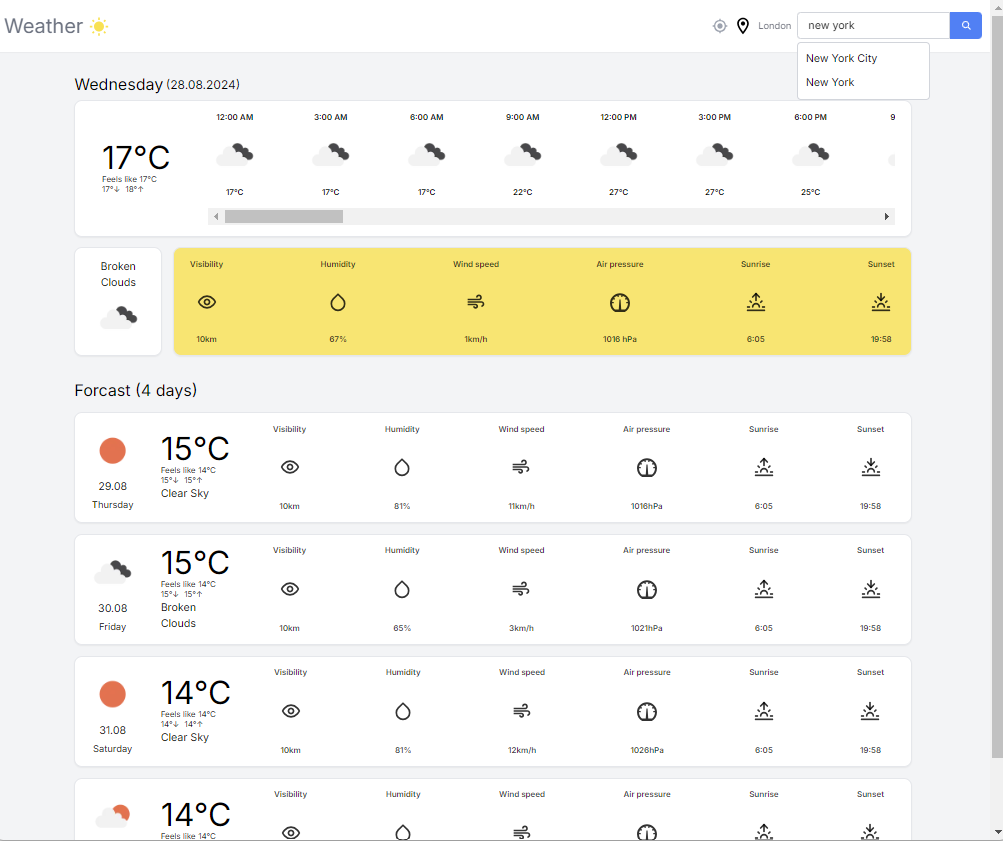 Weather
London
new york
New York City
New York
Wednesday (28.08.2024)
12:00 AM 3:00 AM 6:00 AM 9:00 AM 12:00 PM 3:00 PM 6:00 PM 9
17°C
Feels like 17°C
17°↓ 18°↑
17°C 17°C 17°C 22°C 27°C 27°C 25°C
Broken
Clouds
Visibility Humidity Wind speed Air pressure Sunrise Sunset
10km 67% 1km/h 1016 hPa 6:05 19:58
Forcast (4 days)
29.08
Thursday
15°C
Feels like 14°C
15°↓ 15°↑
Clear Sky
Visibility Humidity Wind speed Air pressure Sunrise Sunset
10km 81% 11km/h 1016hPa 6:05 19:58
30.08
Friday
15°C
Feels like 14°C
15°↓ 15°↑
Broken
Clouds
Visibility Humidity Wind speed Air pressure Sunrise Sunset
10km 65% 3km/h 1021hPa 6:05 19:58
31.08
Saturday
14°C
Feels like 14°C
14°↓ 14°↑
Clear Sky
Visibility Humidity Wind speed Air pressure Sunrise Sunset
10km 81% 12km/h 1026hPa 6:05 19:58
14°C
Feels like 14°C
Visibility Humidity Wind speed Air pressure Sunrise Sunset